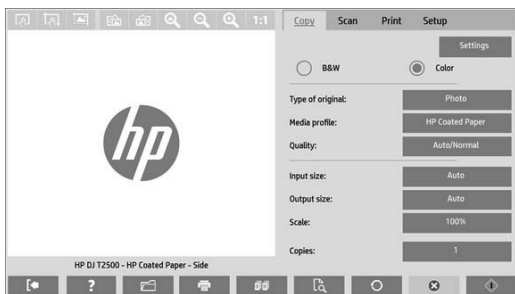 1:1
Copy Scan Print Setup
Settings
B&W Color
Type of original: Photo
Media profile: HP Coated Paper
Quality: Auto/Normal
Input size: Auto
Output size: Auto
Scale: 100%
Copies: 1
hp
HP DJ T2500 - HP Coated Paper - Side
?